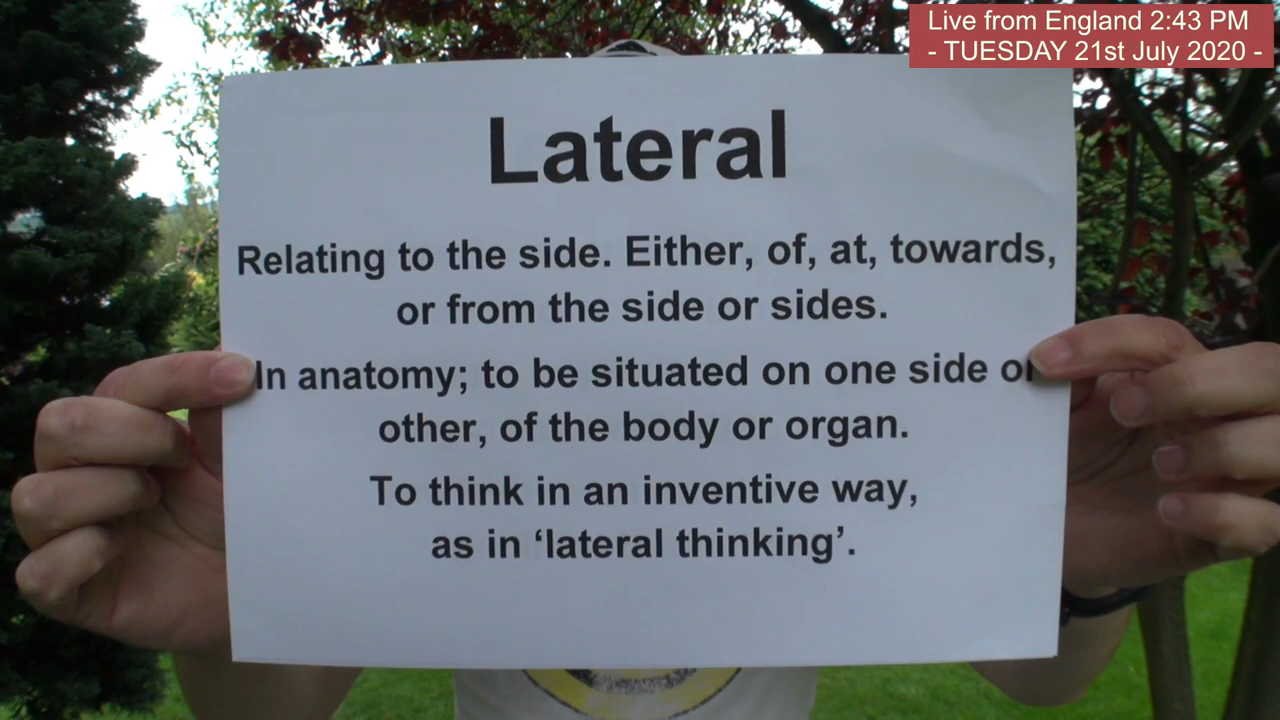 Live from England 2:43 PM
- TUESDAY 21st July 2020 -
Lateral
Relating to the side. Either, of, at, towards,
or from the side or sides.
In anatomy; to be situated on one side or
other, of the body or organ.
To think in an inventive way,
as in ‘lateral thinking’.